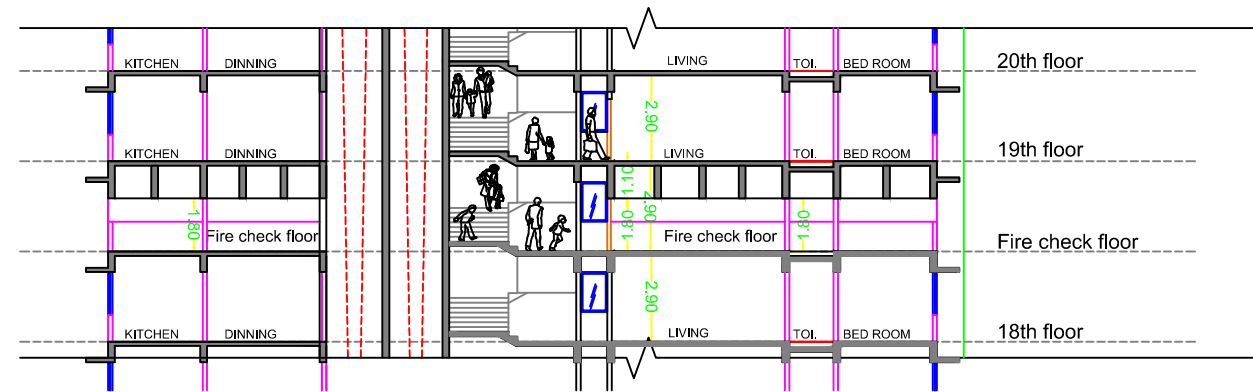 KITCHEN DINNING LIVING TOI. BED ROOM 20th floor
2.90
KITCHEN DINNING LIVING TOI. BED ROOM 19th floor
1.10
2.90
1.80 1.80 1.80
Fire check floor Fire check floor Fire check floor
2.90
KITCHEN DINNING LIVING TOI. BED ROOM 18th floor